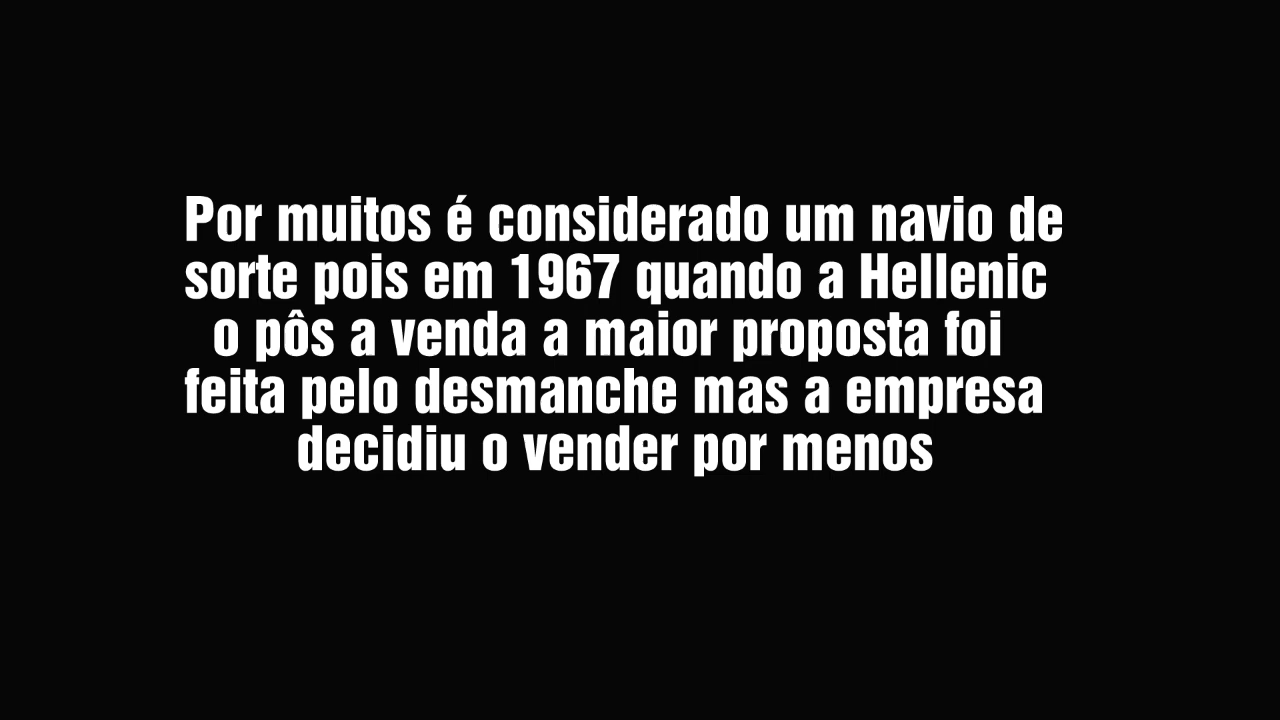 Por muitos é considerado um navio de
sorte pois em 1967 quando a Hellenic
o pôs a venda a maior proposta foi
feita pelo desmanche mas a empresa
decidiu o vender por menos